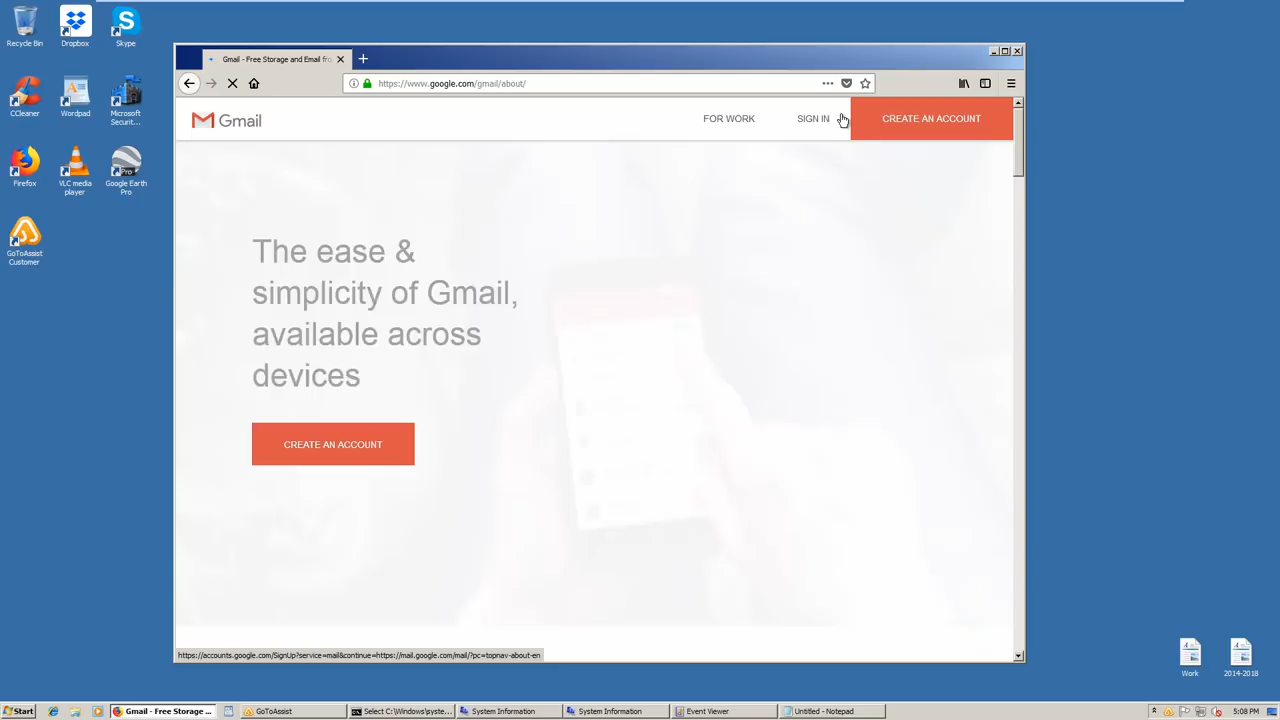 Recycle Bin
Dropbox
Skype
CCleaner
Wordpad
Microsoft
Securit...
Firefox
VLC media
player
Google Earth
Pro
GoToAssist
Customer
Gmail - Free Storage and Email fro
https://www.google.com/gmail/about/
Gmail
FOR WORK
SIGN IN
CREATE AN ACCOUNT
The ease &
simplicity of Gmail,
available across
devices
CREATE AN ACCOUNT
https://accounts.google.com/SignUp?service=mail&continue=https://mail.google.com/mail/?pc=topnav-about-en
Work
2014-2018
Start
Gmail - Free Storage ...
GoToAssist
Select C:\Windows\syste...
System Information
System Information
Event Viewer
Untitled - Notepad
5:08 PM